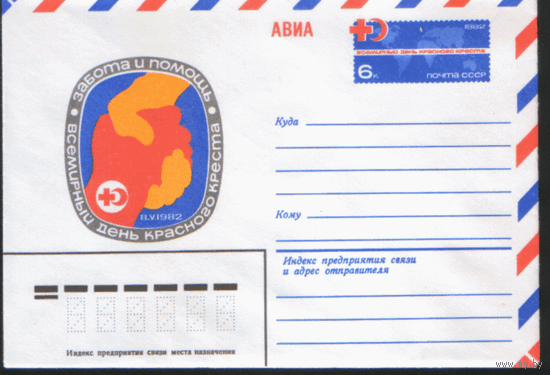 АВИА
1982
ВСЕМИРНЫЙ ДЕНЬ КРАСНОГО КРЕСТА
6 к
ПОЧТА СССР
• ЗАБОТА И ПОМОЩЬ •
ВСЕМИРНЫЙ ДЕНЬ КРАСНОГО КРЕСТА
8.V.1982
Куда
Кому
Индекс предприятия связи
и адрес отправителя
Индекс предприятия связи места назначения